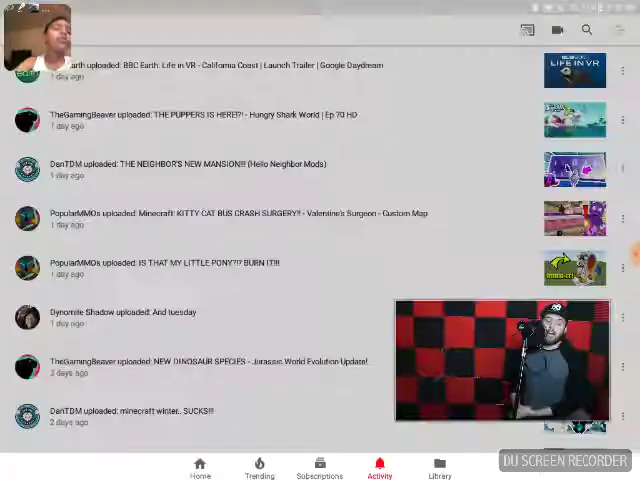 arth uploaded: BBC Earth: Life in VR - California Coast | Launch Trailer | Google Daydream
1 day ago
LIFE IN VR
TheGamingBeaver uploaded: THE PUPPERS IS HERE!?! - Hungry Shark World | Ep 70 HD
1 day ago
DanTDM uploaded: THE NEIGHBOR'S NEW MANSION!!! (Hello Neighbor Mods)
1 day ago
PopularMMOs uploaded: Minecraft: KITTY CAT BUS CRASH SURGERY!! - Valentine's Surgeon - Custom Map
1 day ago
PopularMMOs uploaded: IS THAT MY LITTLE PONY?!? BURN IT!!!
1 day ago
Dynomite Shadow uploaded: And tuesday
1 day ago
TheGamingBeaver uploaded: NEW DINOSAUR SPECIES - Jurassic World Evolution Update!
2 days ago
DanTDM uploaded: minecraft winter.. SUCKS!!!
2 days ago
Home
Trending
Subscriptions
Activity
Library
DU SCREEN RECORDER